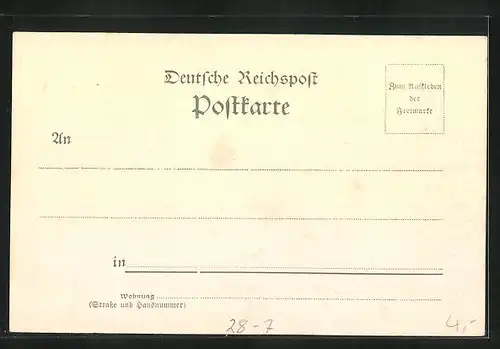 Deutsche Reichspost
Postkarte
Zum Aufkleben
der
Freimarke
An
in
Wohnung
(Straße und Hausnummer)
28-7
4,-